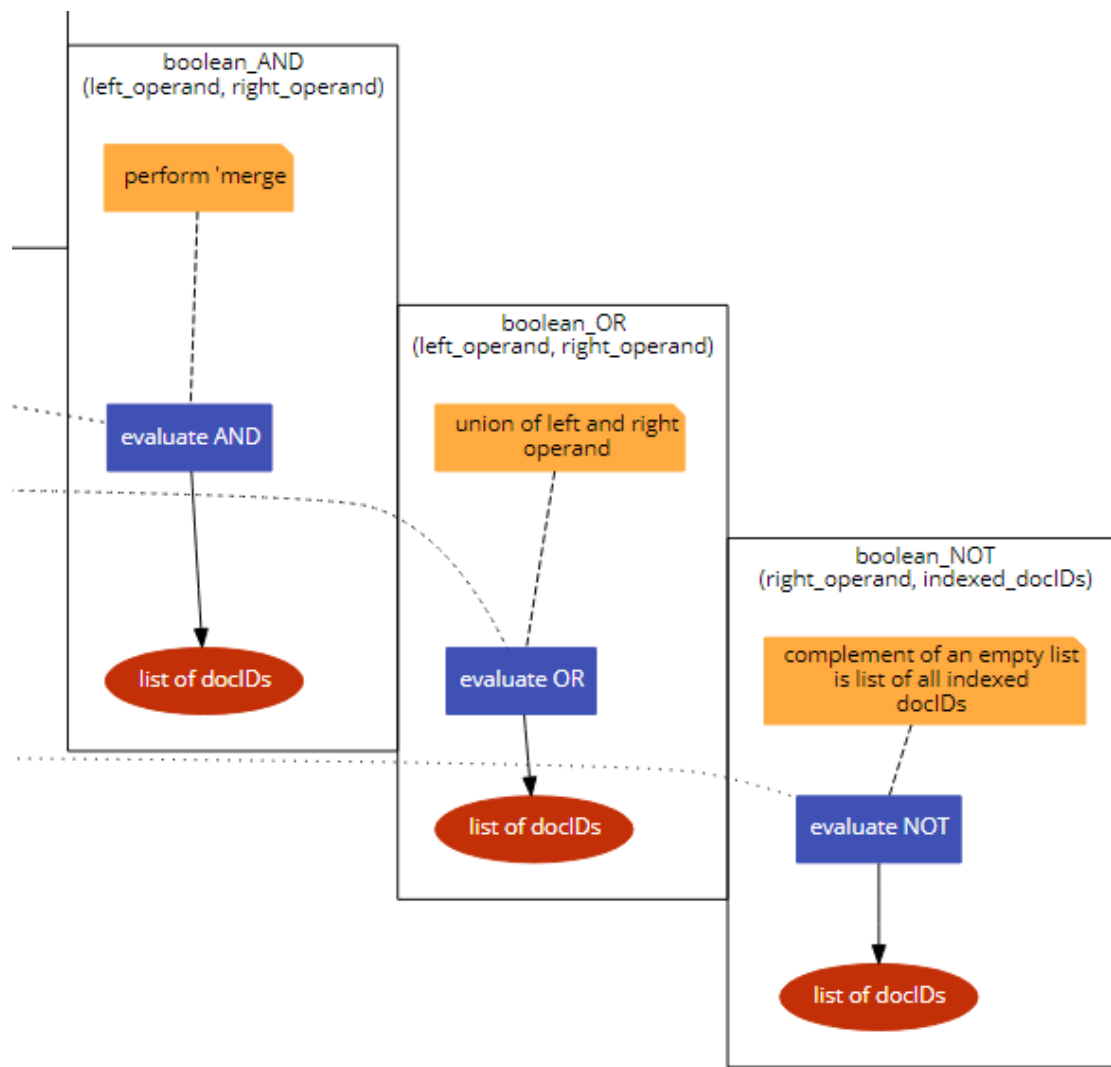 boolean_AND
(left_operand, right_operand)
perform 'merge
evaluate AND
list of docIDs
boolean_OR
(left_operand, right_operand)
union of left and right
operand
evaluate OR
list of docIDs
boolean_NOT
(right_operand, indexed_docIDs)
complement of an empty list
is list of all indexed
docIDs
evaluate NOT
list of docIDs